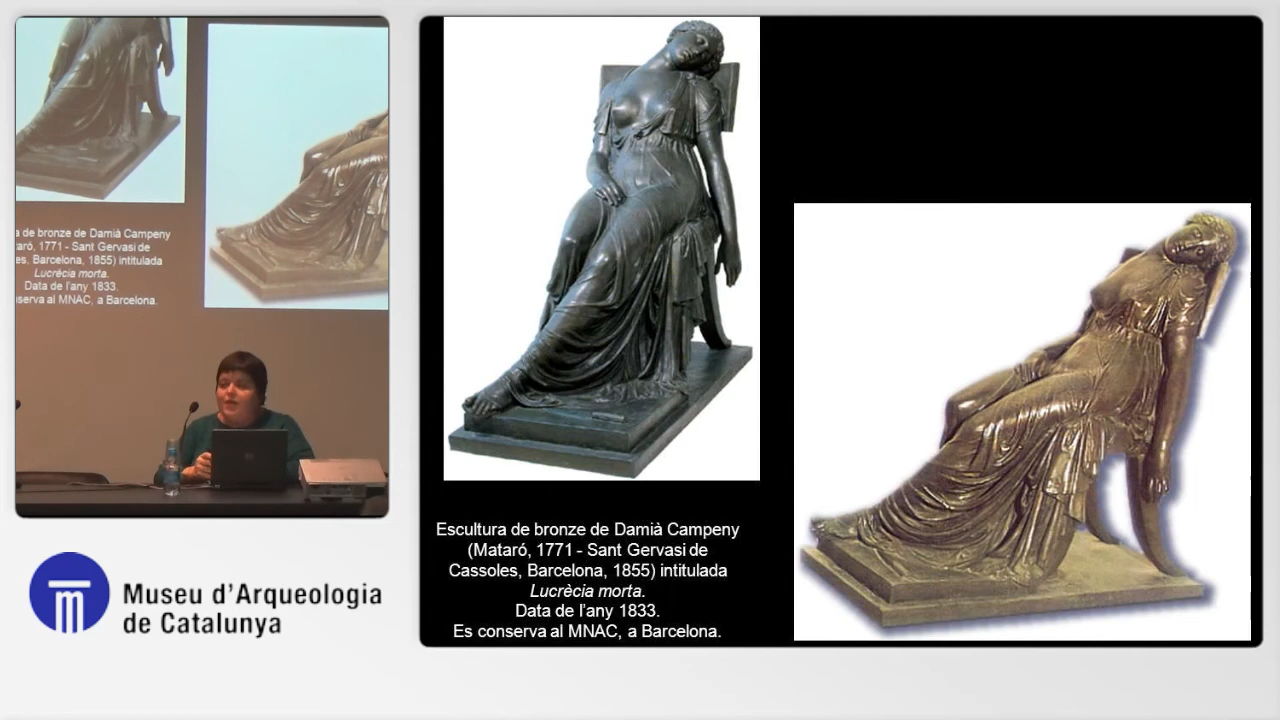 a de bronze de Damià Campeny
aró, 1771 - Sant Gervasi de
es, Barcelona, 1855) intitulada
Lucrècia morta.
Data de l'any 1833.
nserva al MNAC, a Barcelona.
Museu d'Arqueologia
de Catalunya
Escultura de bronze de Damià Campeny
(Mataró, 1771 - Sant Gervasi de
Cassoles, Barcelona, 1855) intitulada
Lucrècia morta.
Data de l'any 1833.
Es conserva al MNAC, a Barcelona.